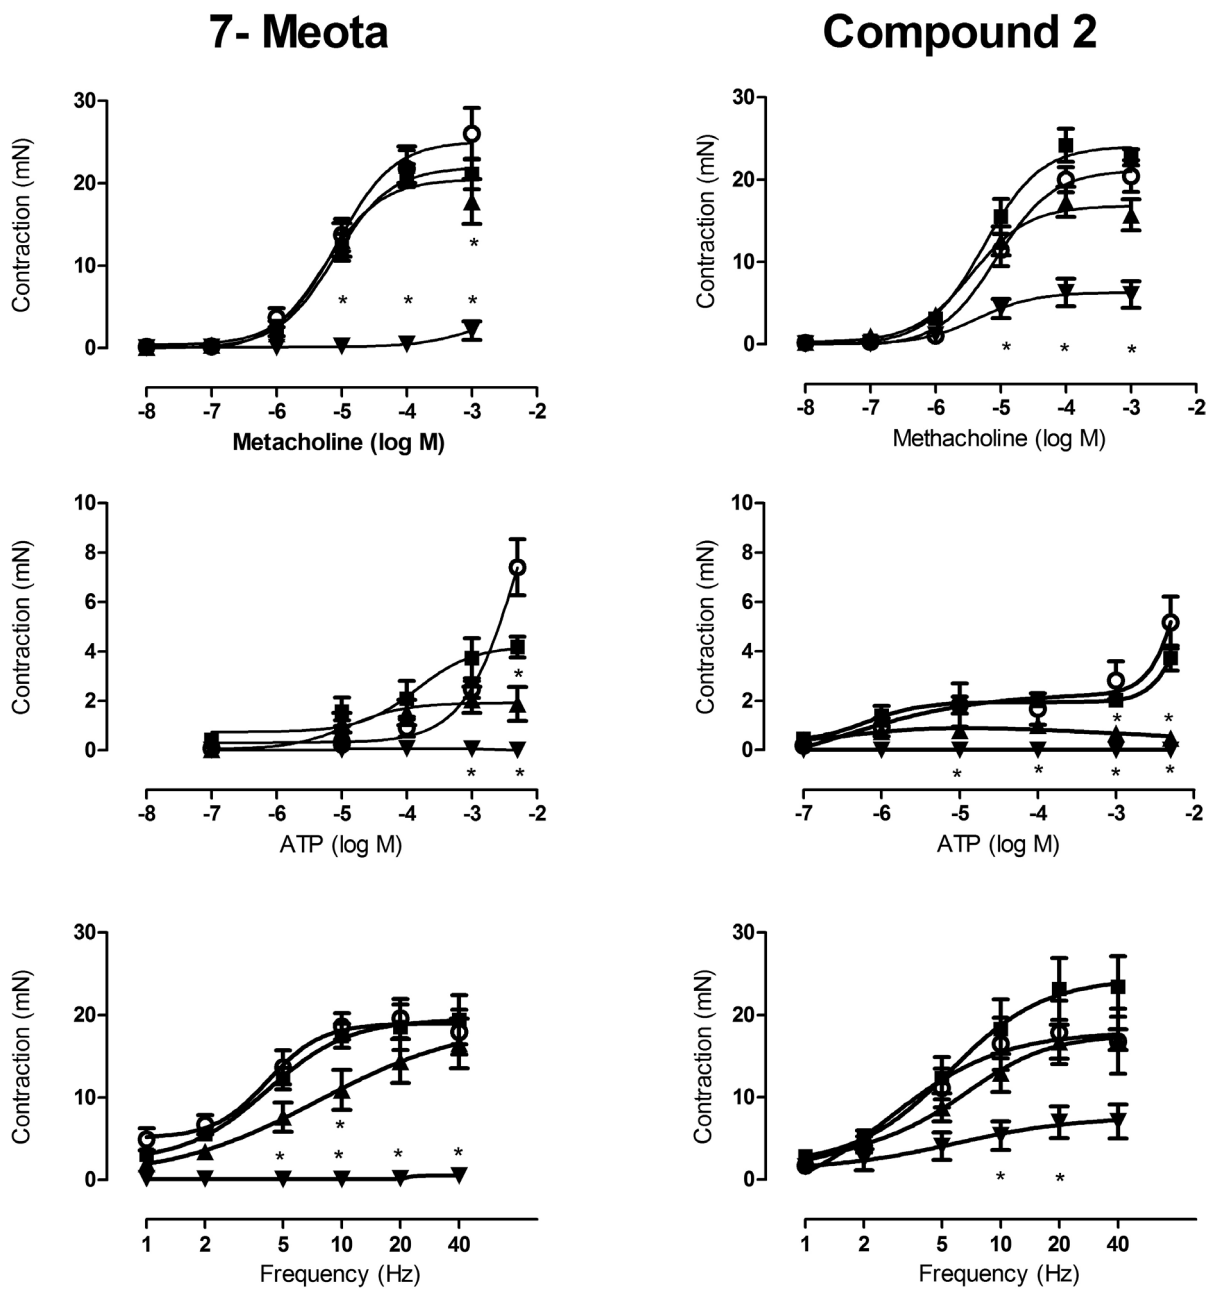 7- Meota
Compound 2
Contraction (mN)
30
20
10
0
*
* * *
-8 -7 -6 -5 -4 -3 -2
Metacholine (log M)
Contraction (mN)
30
20
10
0
* * *
-8 -7 -6 -5 -4 -3 -2
Methacholine (log M)
Contraction (mN)
10
8
6
4
2
0
*
* *
-8 -7 -6 -5 -4 -3 -2
ATP (log M)
Contraction (mN)
10
8
6
4
2
0
* *
* * * *
-7 -6 -5 -4 -3 -2
ATP (log M)
Contraction (mN)
30
20
10
0
*
* * * *
1 2 5 10 20 40
Frequency (Hz)
Contraction (mN)
30
20
10
0
* *
1 2 5 10 20 40
Frequency (Hz)